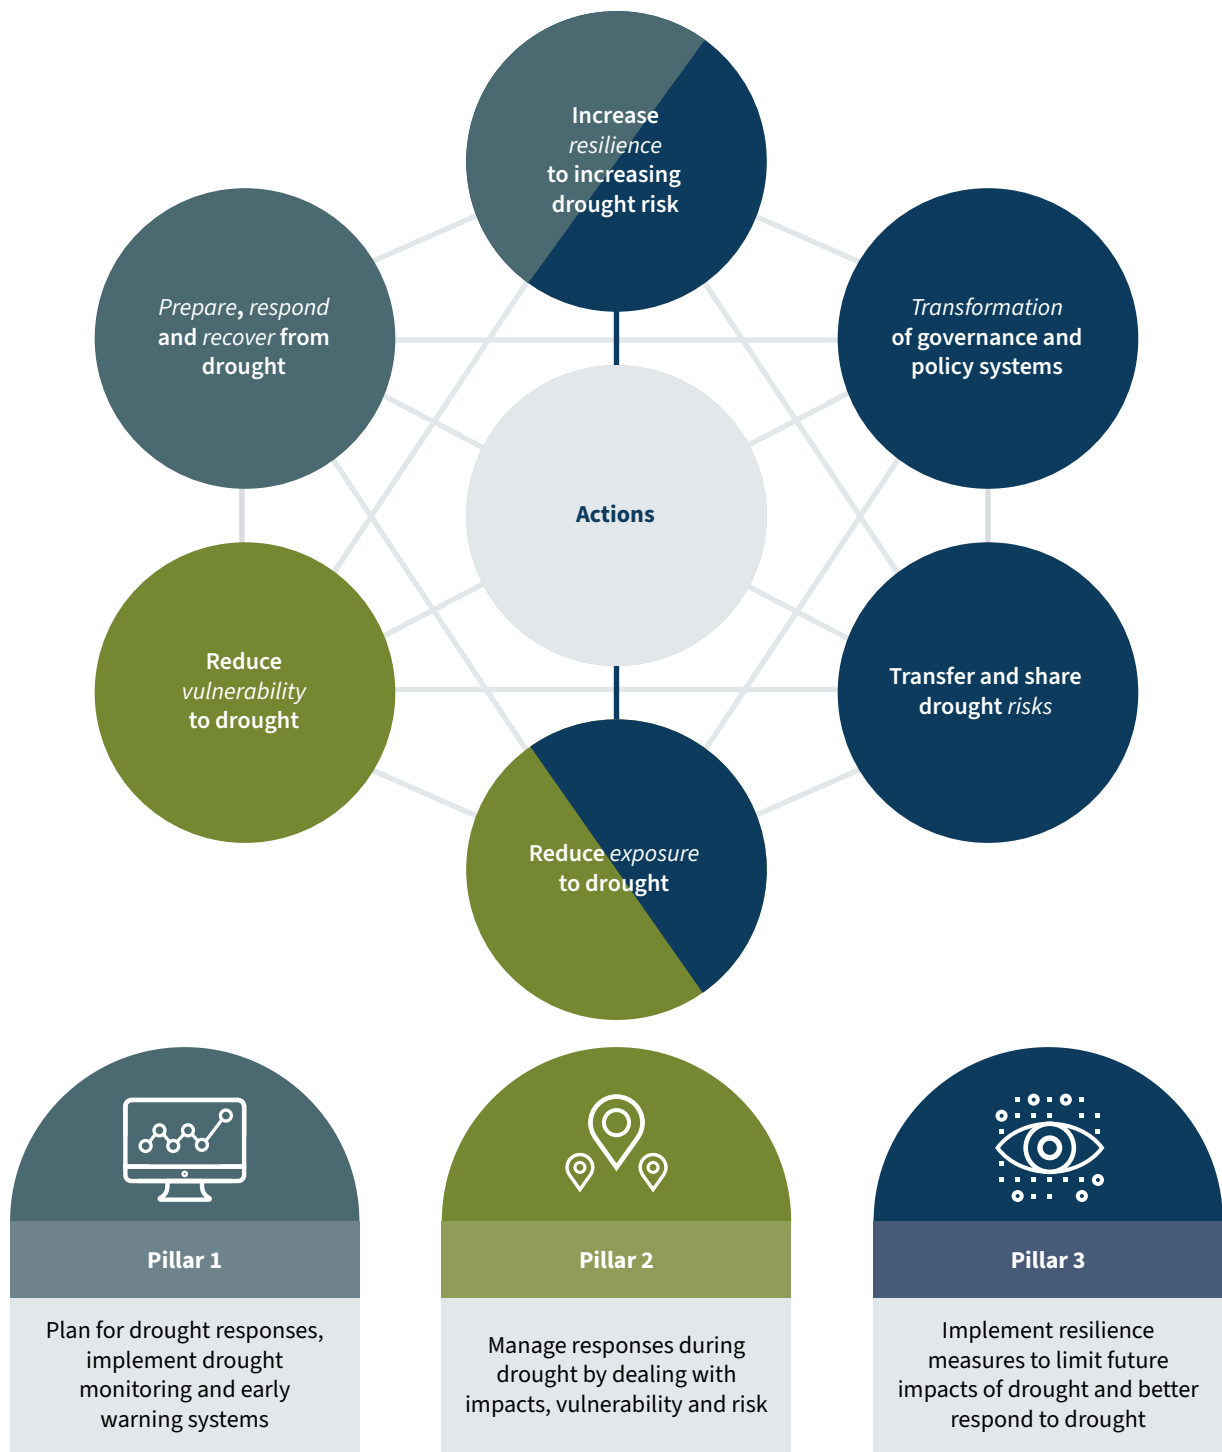 Increase
resilience
to increasing
drought risk
Prepare, respond
and recover from
drought
Transformation
of governance and
policy systems
Actions
Reduce
vulnerability
to drought
Transfer and share
drought risks
Reduce exposure
to drought
Pillar 1
Plan for drought responses,
implement drought
monitoring and early
warning systems
Pillar 2
Manage responses during
drought by dealing with
impacts, vulnerability and risk
Pillar 3
Implement resilience
measures to limit future
impacts of drought and better
respond to drought